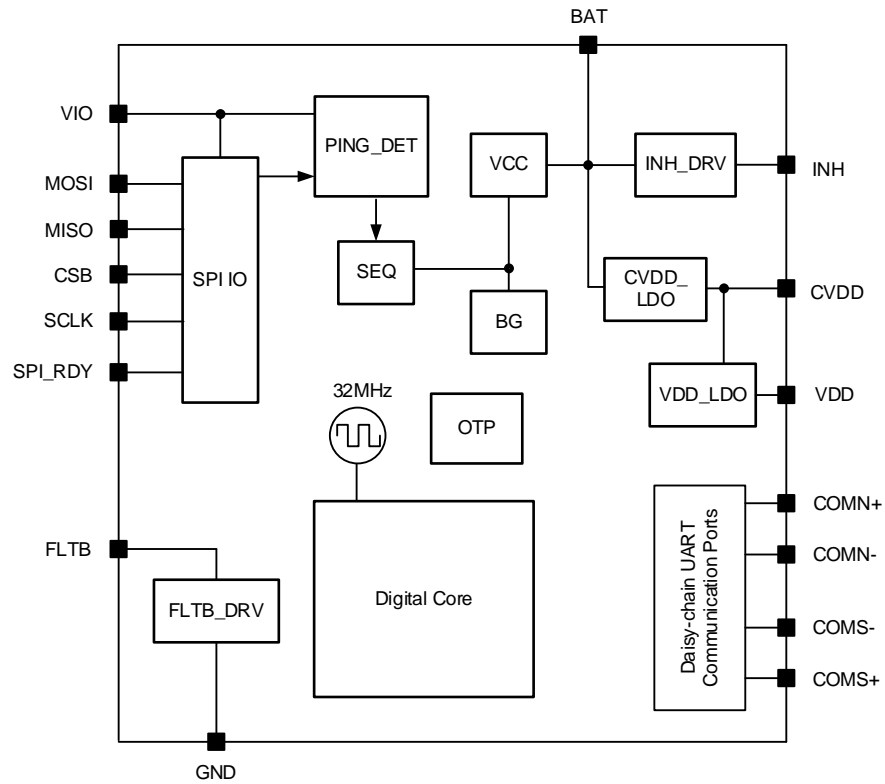 BAT
VIO
PING_DET
VCC
INH_DRV
INH
MOSI
MISO
SPI IO
CSB
SEQ
CVDD_
LDO
CVDD
BG
SCLK
SPI_RDY
32MHz
OTP
VDD_LDO
VDD
COMN+
FLTB
COMN-
FLTB_DRV
Digital Core
Daisy-chain UART
Communication Ports
COMS-
COMS+
GND